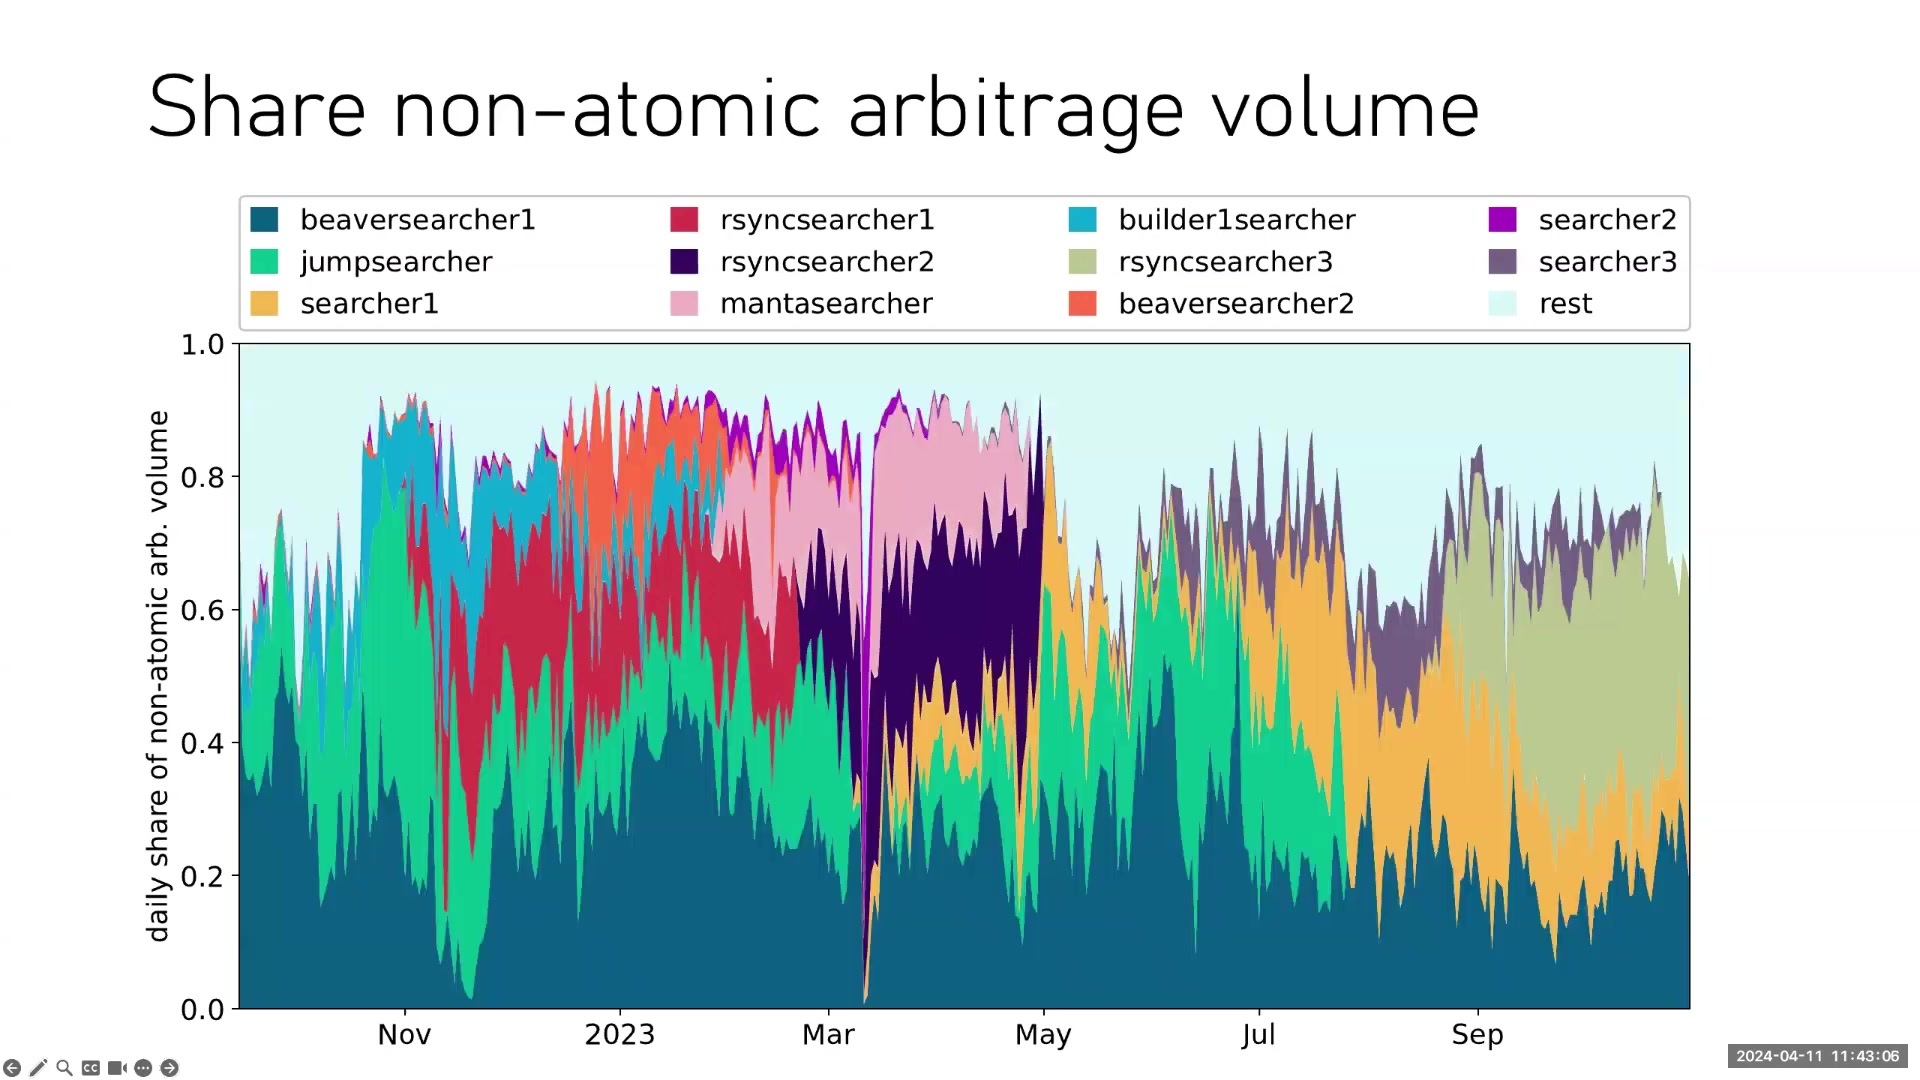 Share non-atomic arbitrage volume
beaversearcher1 rsyncsearcher1 builder1searcher searcher2
jumpsearcher rsyncsearcher2 rsyncsearcher3 searcher3
searcher1 mantasearcher beaversearcher2 rest
daily share of non-atomic arb. volume
1.0
0.8
0.6
0.4
0.2
0.0
Nov 2023 Mar May Jul Sep
CC
2024-04-11 11:43:06